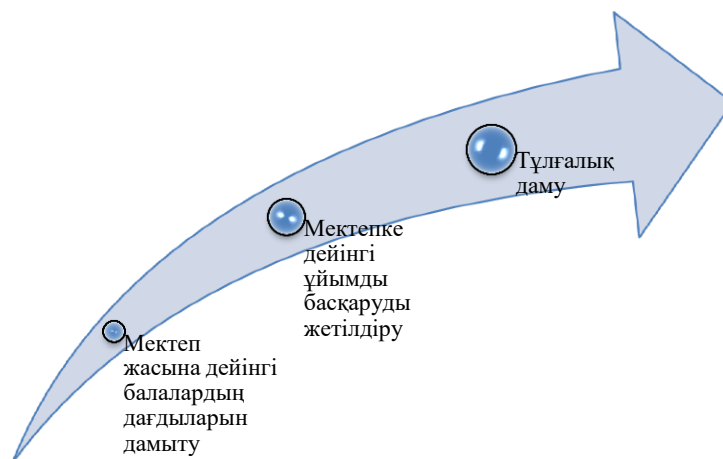 Тұлғалық
даму
Мектепке
дейінгі
ұйымды
басқаруды
жетілдіру
Мектеп
жасына дейінгі
балалардың
дағдыларын
дамыту